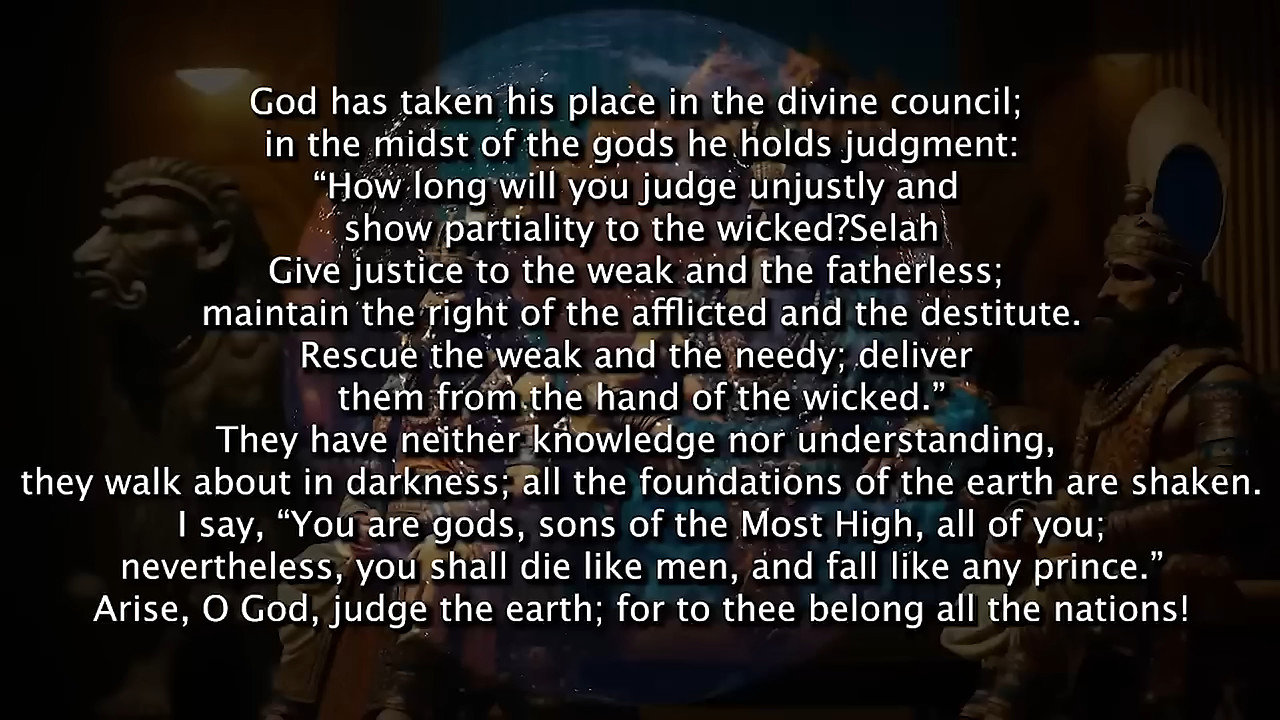 God has taken his place in the divine council;
in the midst of the gods he holds judgment:
“How long will you judge unjustly and
show partiality to the wicked?Selah
Give justice to the weak and the fatherless;
maintain the right of the afflicted and the destitute.
Rescue the weak and the needy; deliver
them from the hand of the wicked.”
They have neither knowledge nor understanding,
they walk about in darkness; all the foundations of the earth are shaken.
I say, “You are gods, sons of the Most High, all of you;
nevertheless, you shall die like men, and fall like any prince.”
Arise, O God, judge the earth; for to thee belong all the nations!